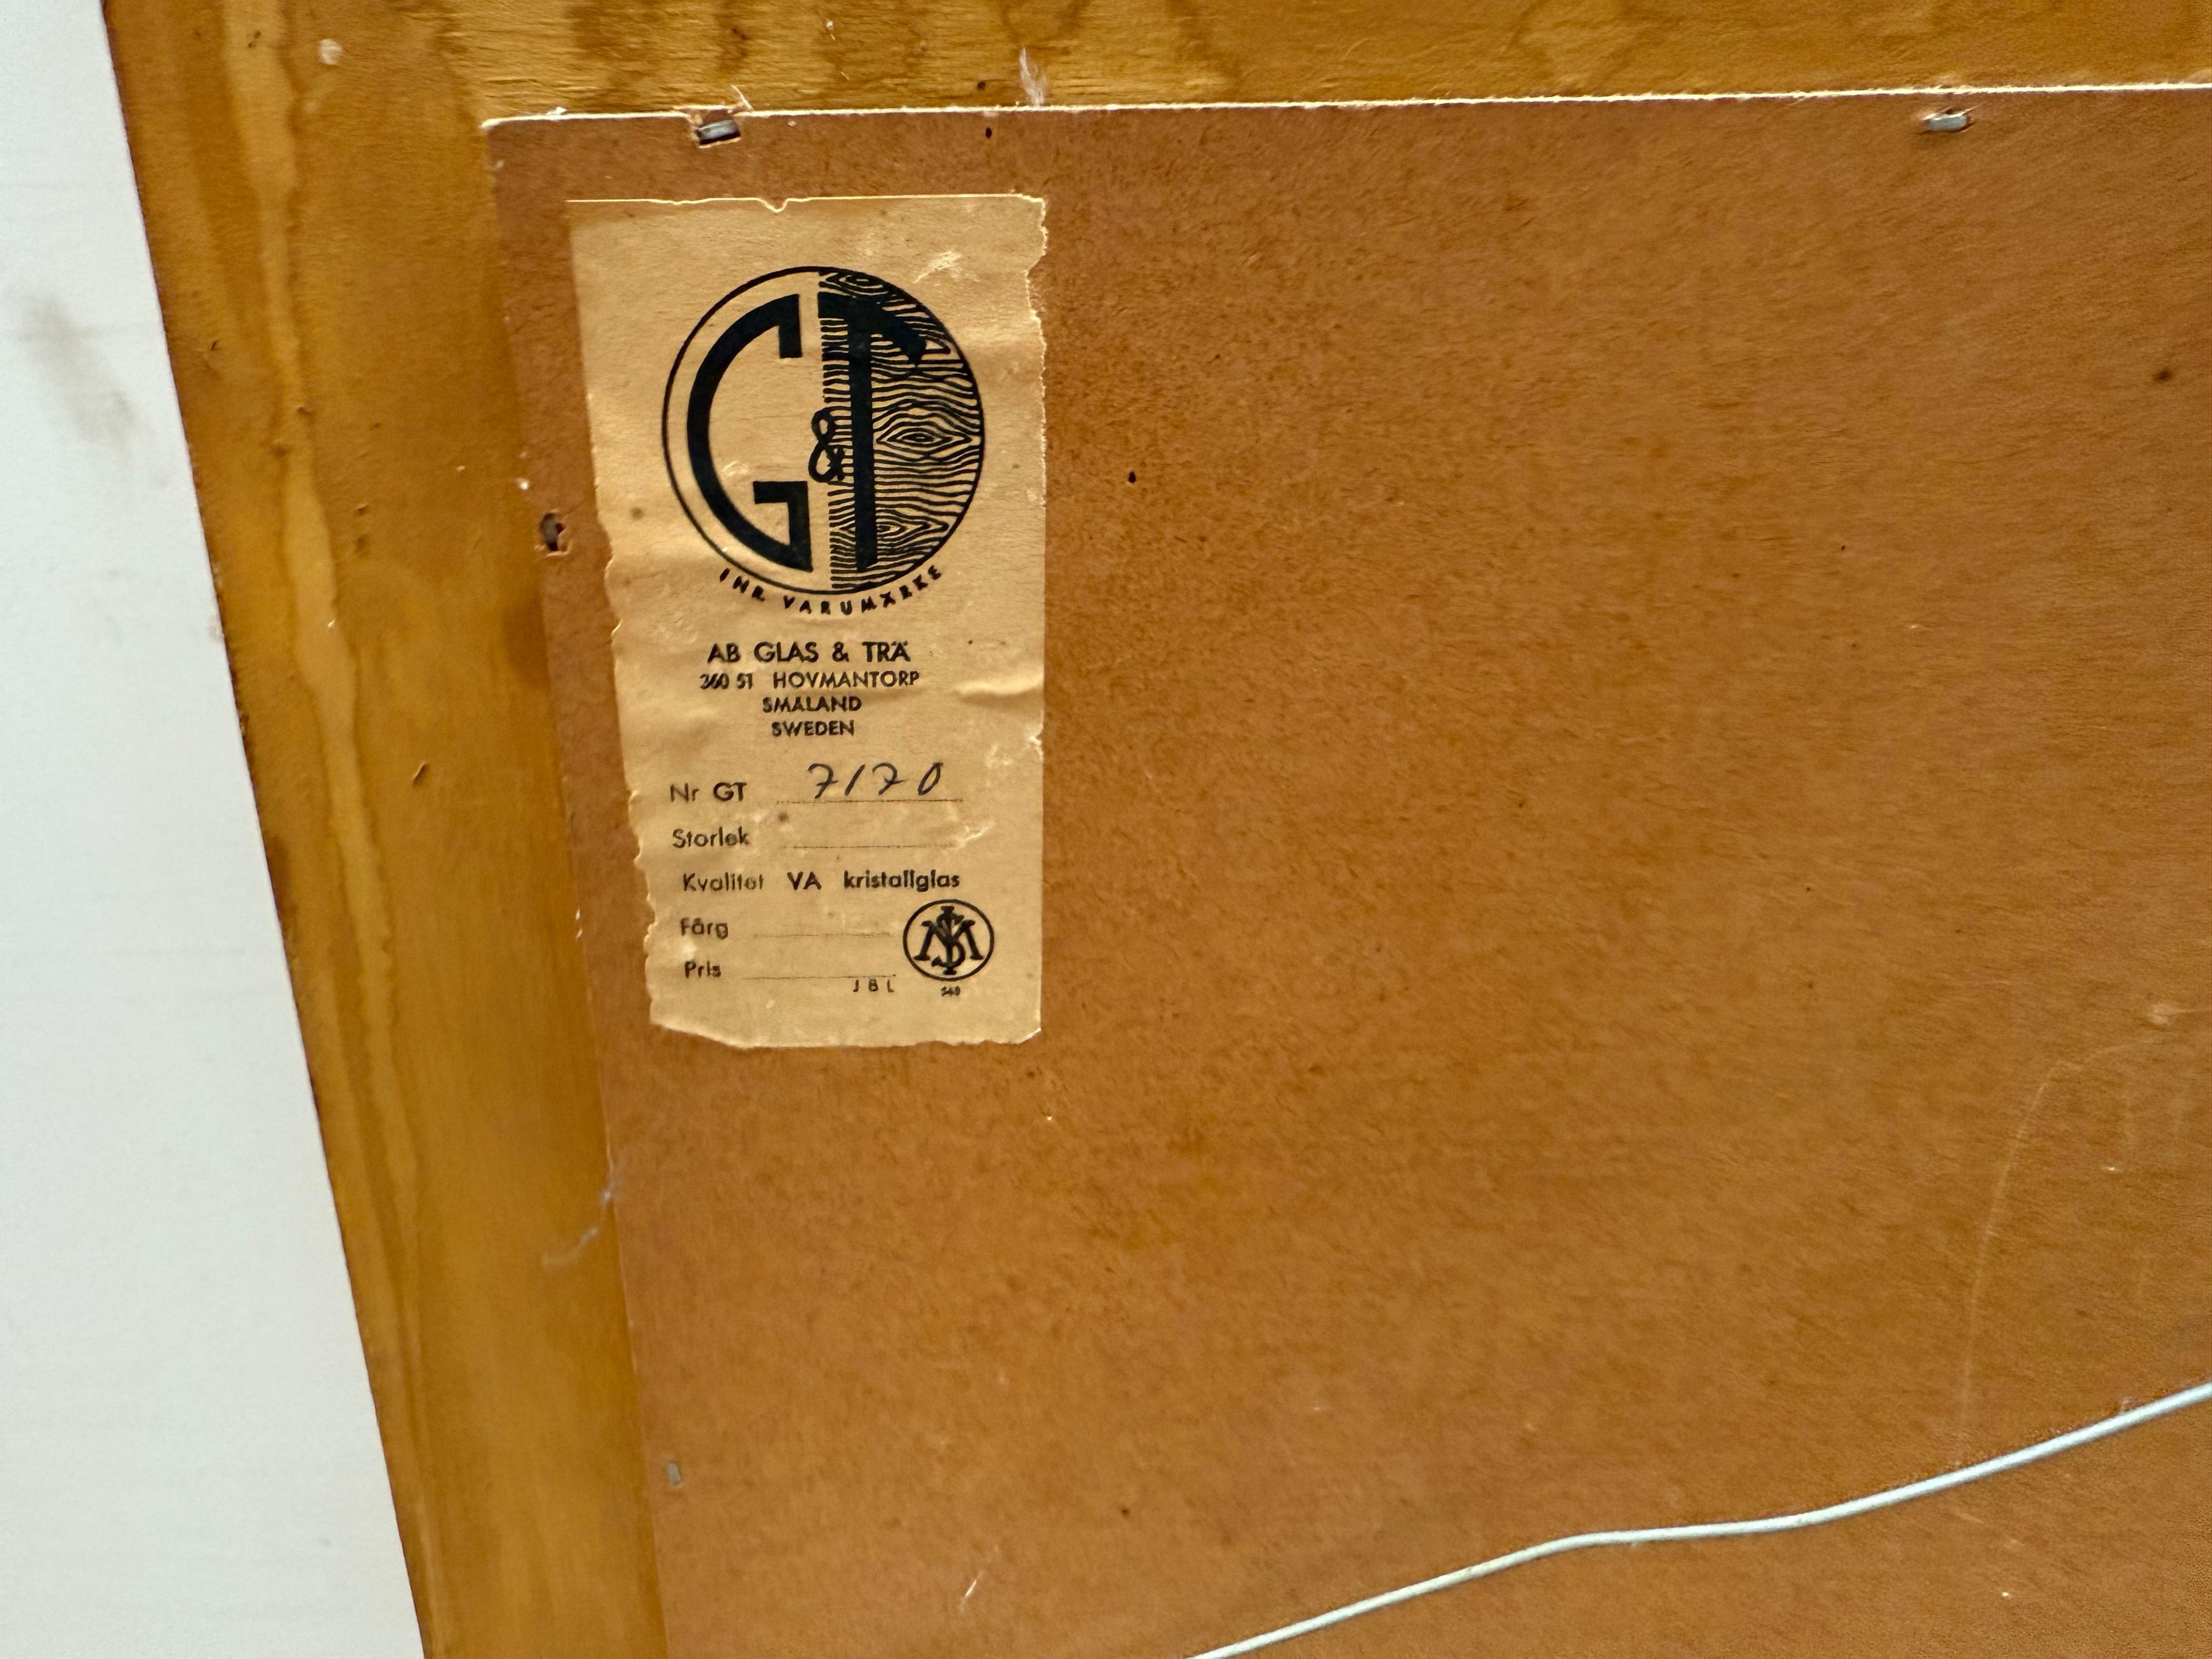 G&T
INR. VARUMÄRKE
AB GLAS & TRÄ
360 51 HOVMANTORP
SMÅLAND
SWEDEN
Nr GT 7170
Storlek
Kvalitet VA kristallglas
Färg
Pris
JBL